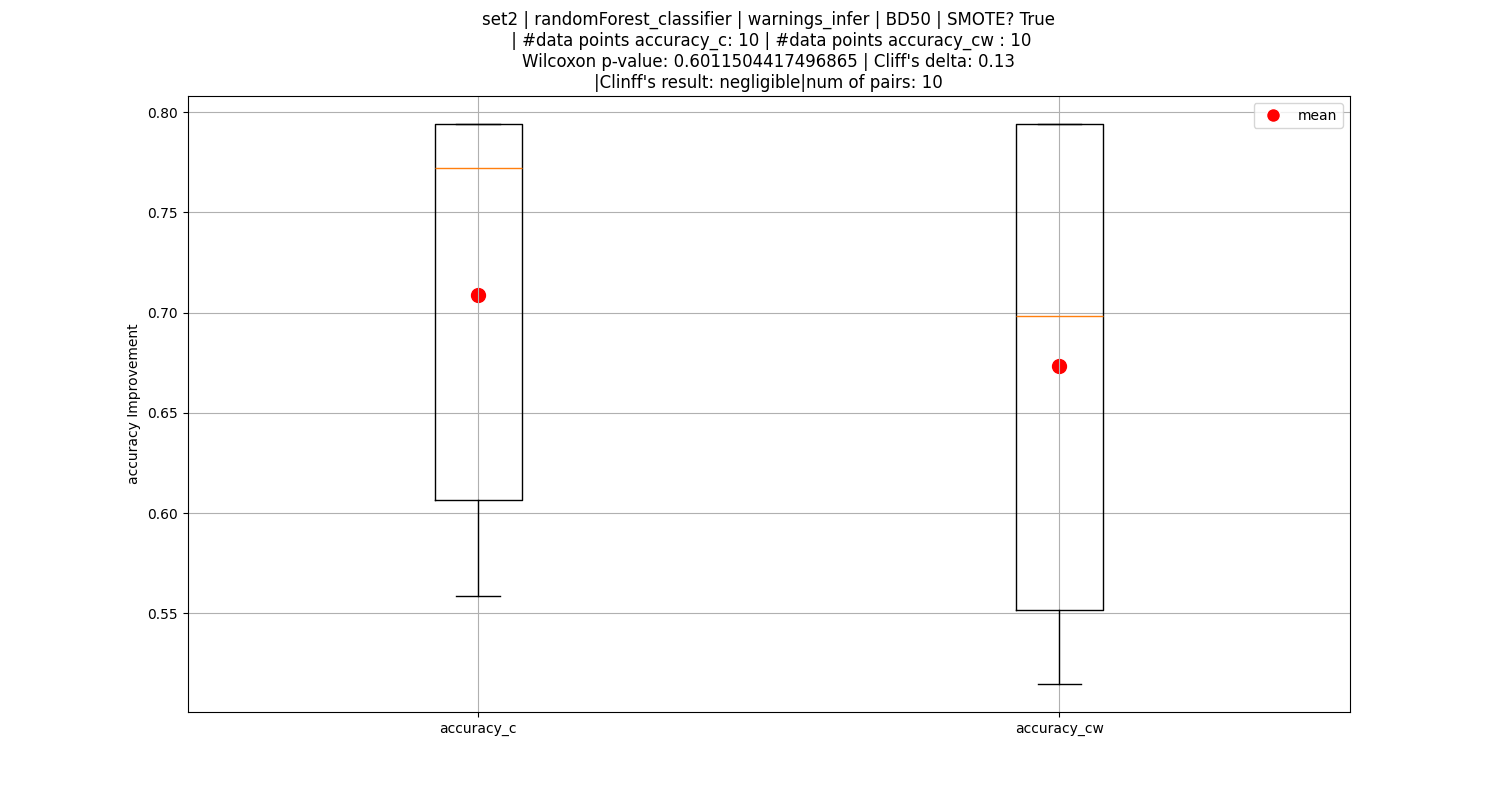 set2 | randomForest_classifier | warnings_infer | BD50 | SMOTE? True
| #data points accuracy_c: 10 | #data points accuracy_cw : 10
Wilcoxon p-value: 0.6011504417496865 | Cliff's delta: 0.13
|Clinff's result: negligible|num of pairs: 10
mean
accuracy Improvement
0.80
0.75
0.70
0.65
0.60
0.55
accuracy_c
accuracy_cw